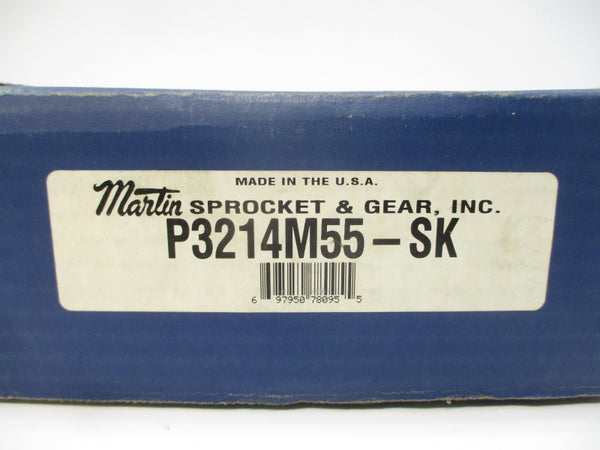 MADE IN THE U.S.A.
Martin SPROCKET & GEAR, INC.
P3214M55-SK
6 97950 78095 5